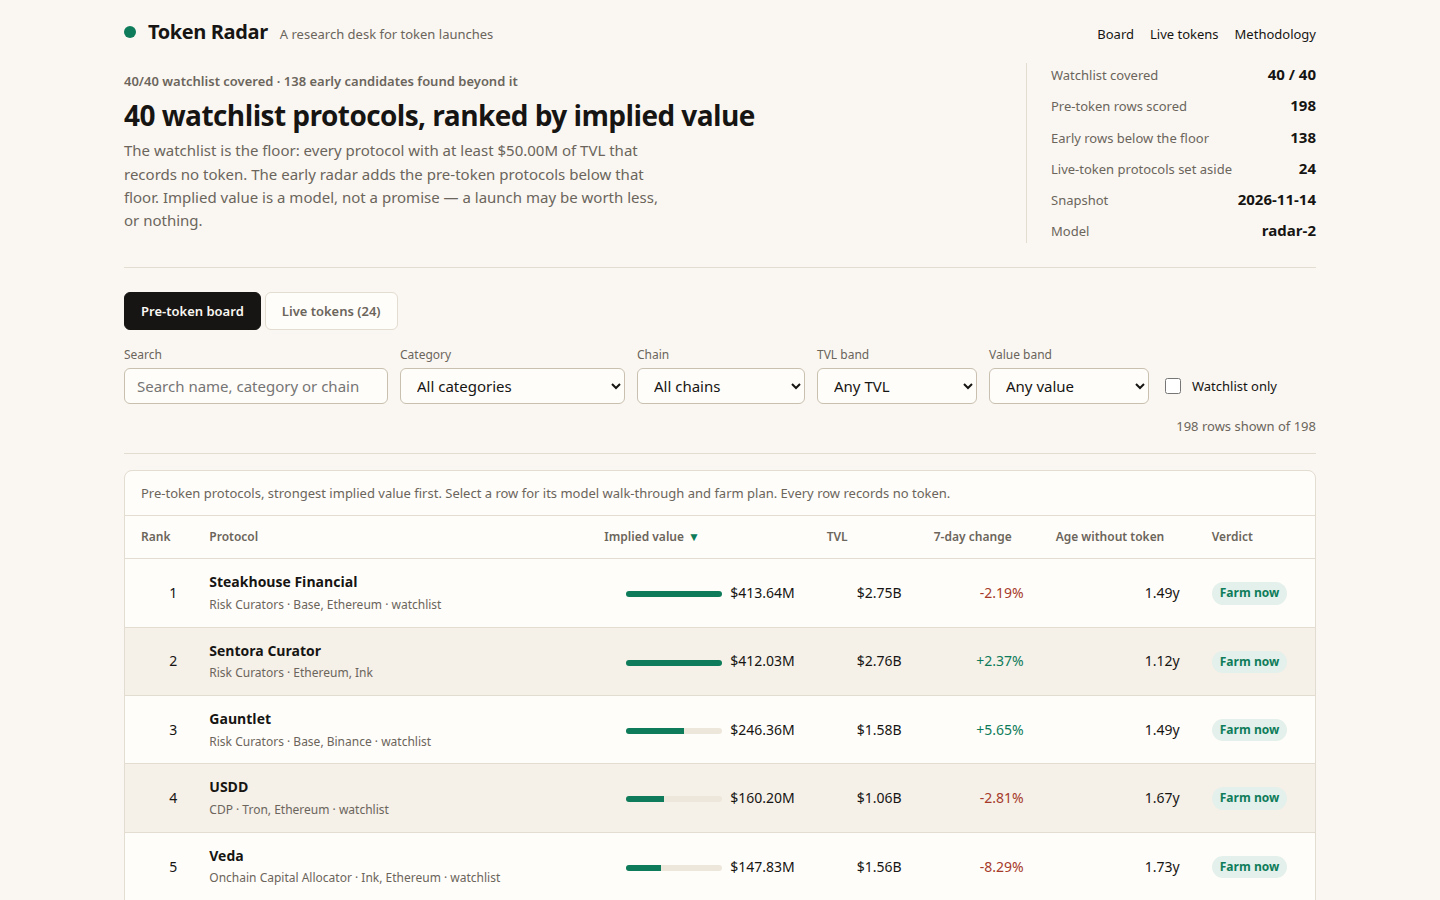 Token Radar A research desk for token launches
Board Live tokens Methodology
40/40 watchlist covered · 138 early candidates found beyond it
40 watchlist protocols, ranked by implied value
The watchlist is the floor: every protocol with at least $50.00M of TVL that
records no token. The early radar adds the pre-token protocols below that
floor. Implied value is a model, not a promise — a launch may be worth less,
or nothing.
Watchlist covered 40 / 40
Pre-token rows scored 198
Early rows below the floor 138
Live-token protocols set aside 24
Snapshot 2026-11-14
Model radar-2
Pre-token board Live tokens (24)
Search Category Chain TVL band Value band
Search name, category or chain All categories All chains Any TVL Any value Watchlist only
198 rows shown of 198
Pre-token protocols, strongest implied value first. Select a row for its model walk-through and farm plan. Every row records no token.
Rank Protocol Implied value ▼ TVL 7-day change Age without token Verdict
1 Steakhouse Financial $413.64M $2.75B -2.19% 1.49y Farm now
Risk Curators · Base, Ethereum · watchlist
2 Sentora Curator $412.03M $2.76B +2.37% 1.12y Farm now
Risk Curators · Ethereum, Ink
3 Gauntlet $246.36M $1.58B +5.65% 1.49y Farm now
Risk Curators · Base, Binance · watchlist
4 USDD $160.20M $1.06B -2.81% 1.67y Farm now
CDP · Tron, Ethereum · watchlist
5 Veda $147.83M $1.56B -8.29% 1.73y Farm now
Onchain Capital Allocator · Ink, Ethereum · watchlist